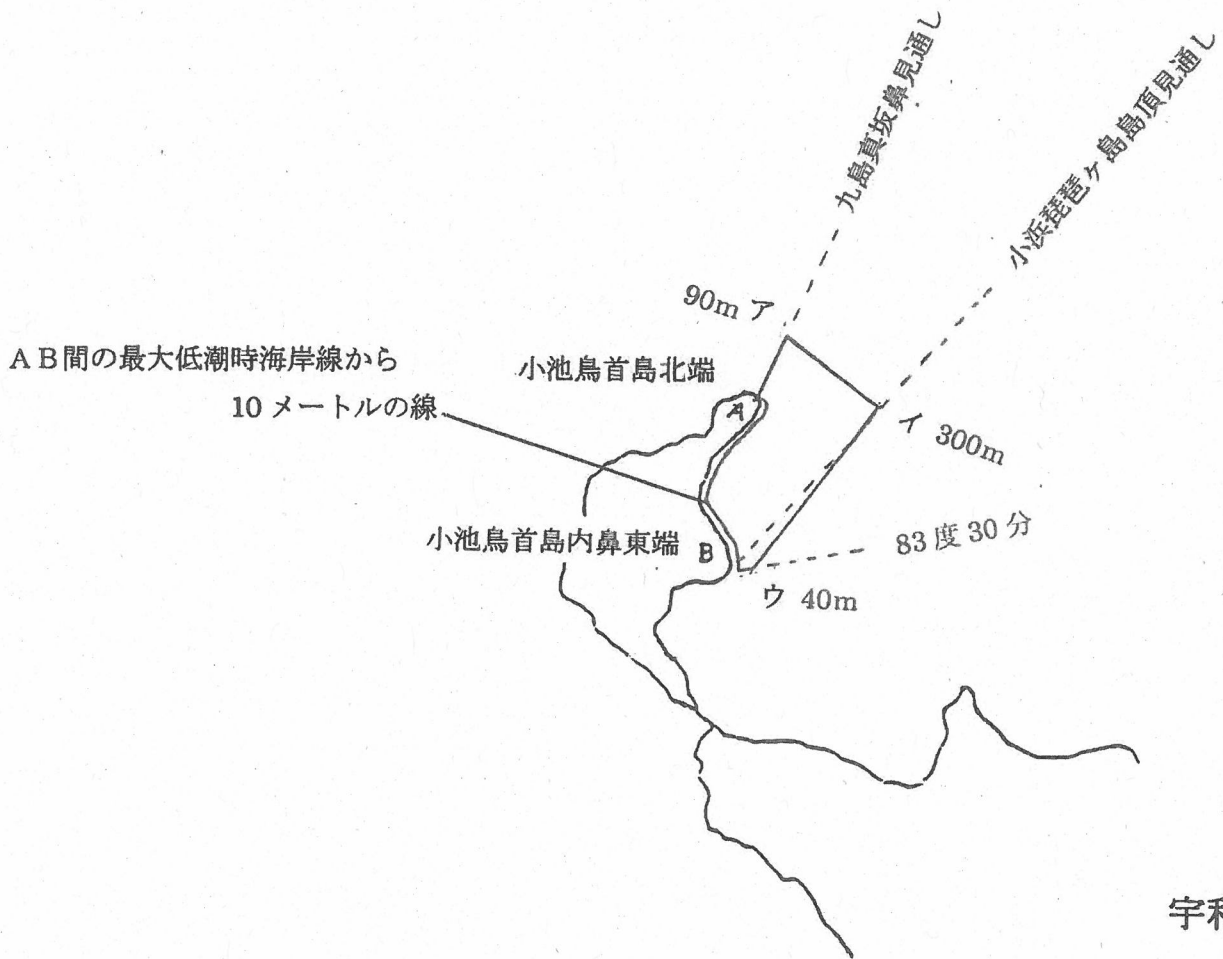 九島真坂鼻見通し
小浜琵琶ヶ島島頂見通し
90m ア
AB間の最大低潮時海岸線から
10メートルの線
小池鳥首島北端
A
イ 300m
小池鳥首島内鼻東端
B
83度30分
ウ 40m
宇和